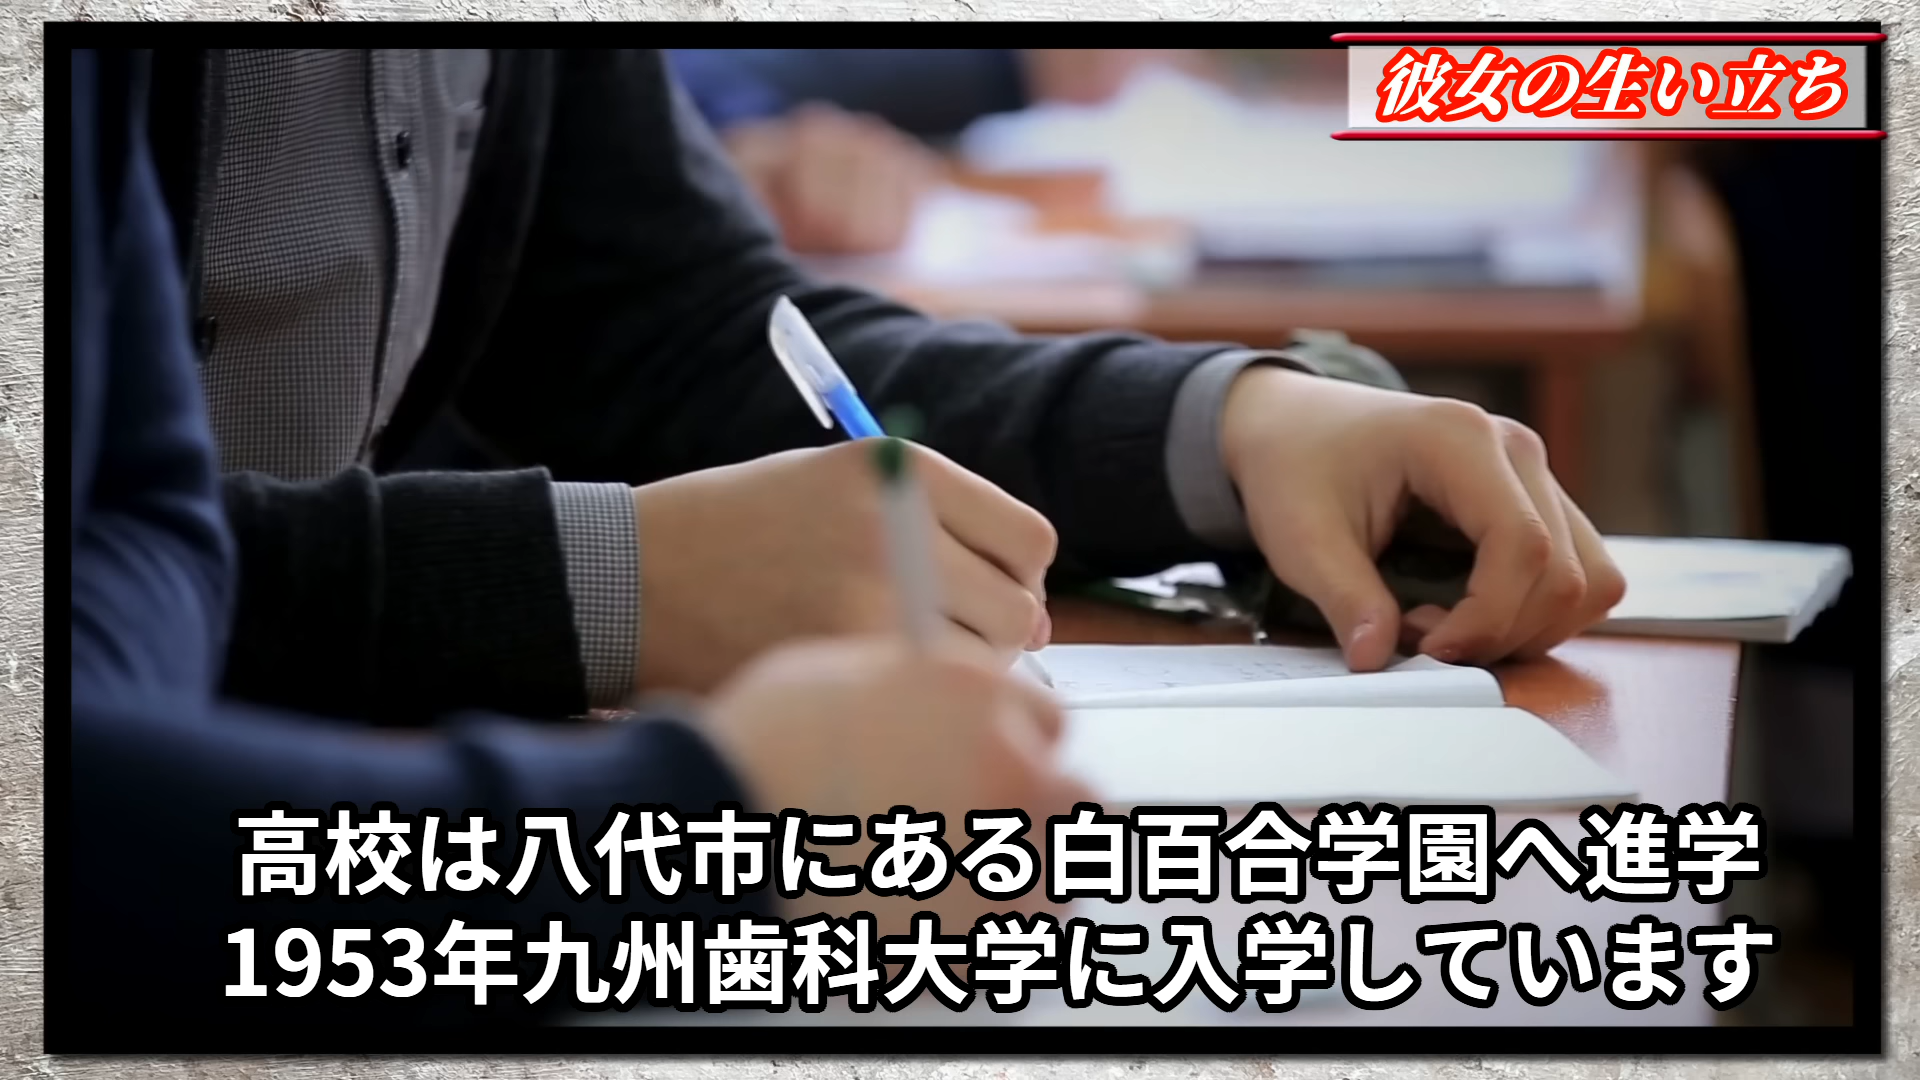 彼女の生い立ち
高校は八代市にある白百合学園へ進学
1953年九州歯科大学に入学しています